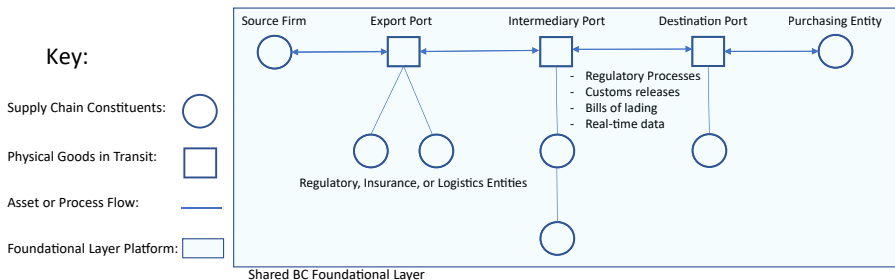 Source Firm
Export Port
Intermediary Port
Destination Port
Purchasing Entity
Key:
- Regulatory Processes
- Customs releases
- Bills of lading
- Real-time data
Supply Chain Constituents:
Physical Goods in Transit:
Regulatory, Insurance, or Logistics Entities
Asset or Process Flow:
Foundational Layer Platform:
Shared BC Foundational Layer